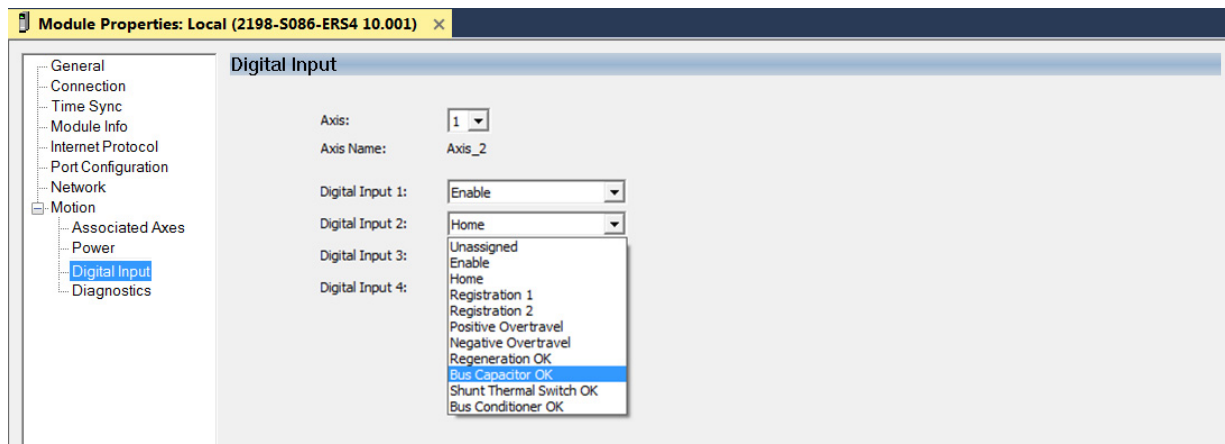 Module Properties: Local (2198-S086-ERS4 10.001) ×
General
Connection
Time Sync
Module Info
Internet Protocol
Port Configuration
Network
Motion
Associated Axes
Power
Digital Input
Diagnostics
Digital Input
Axis: 1
Axis Name: Axis_2
Digital Input 1: Enable
Digital Input 2: Home
Digital Input 3:
Digital Input 4:
Unassigned
Enable
Home
Registration 1
Registration 2
Positive Overtravel
Negative Overtravel
Regeneration OK
Bus Capacitor OK
Shunt Thermal Switch OK
Bus Conditioner OK